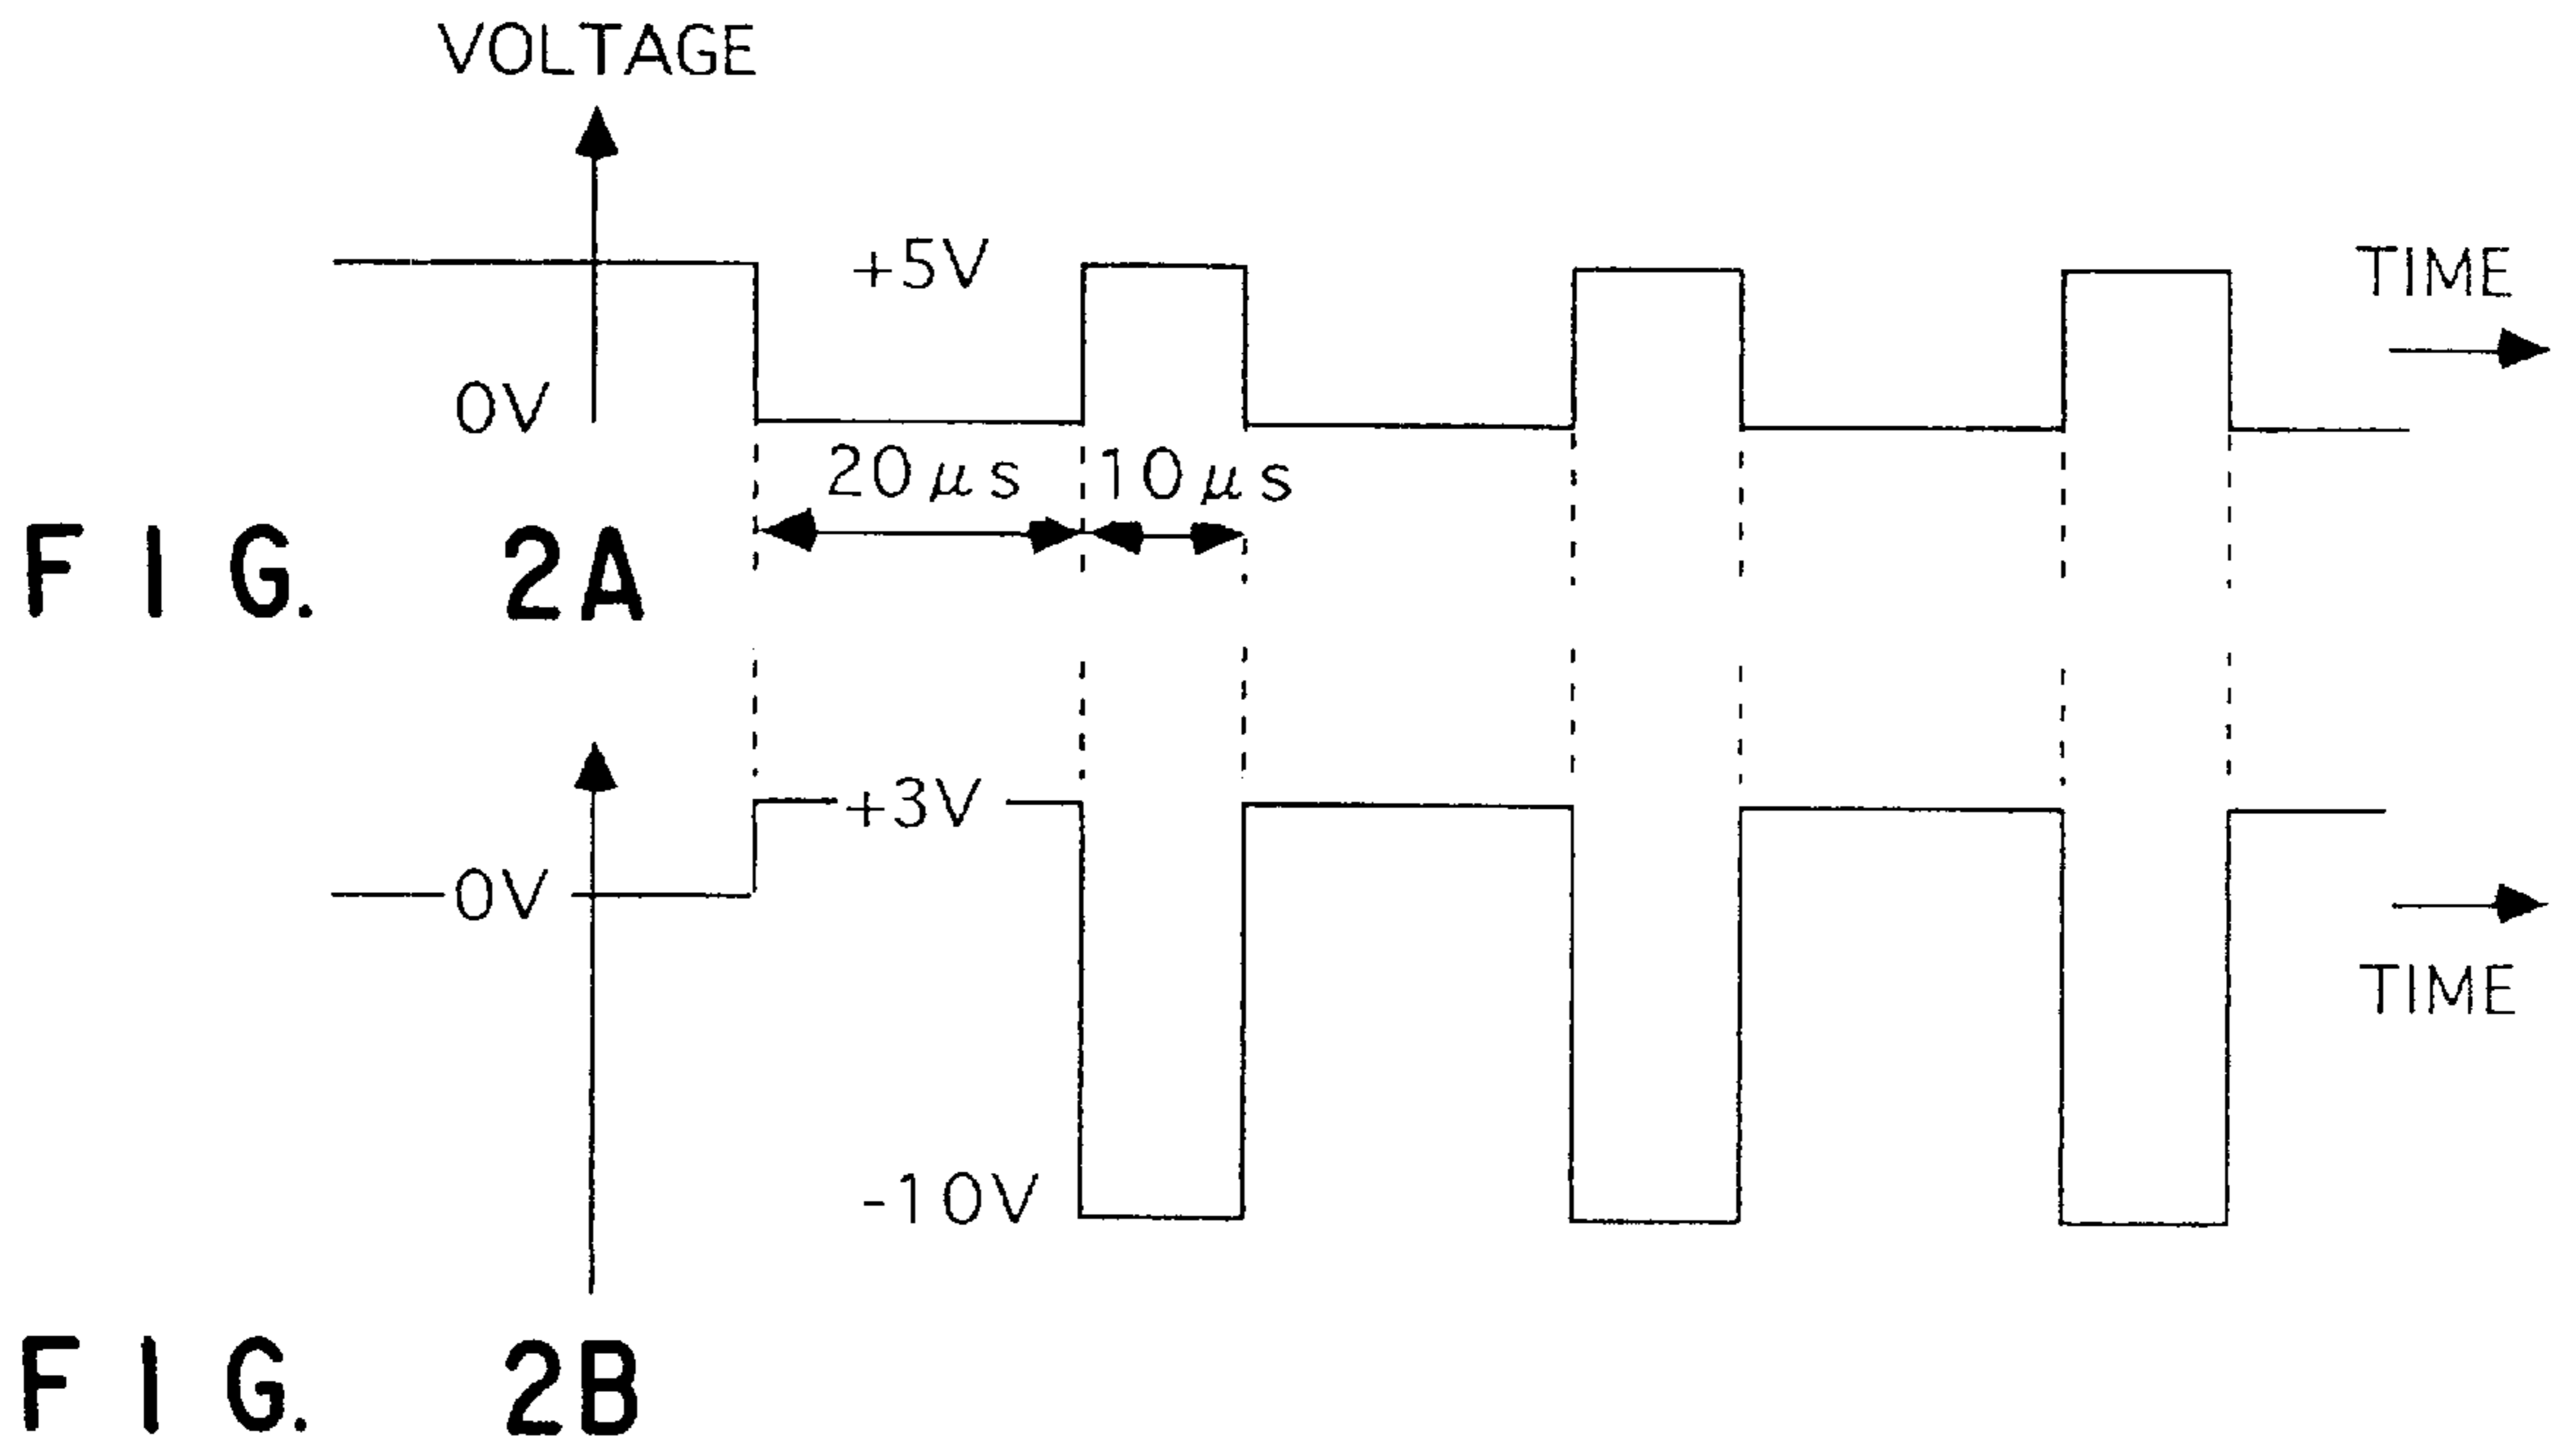 VOLTAGE
+5V
TIME
0V
20μs
10μs
FIG. 2A
+3V
0V
TIME
-10V
FIG. 2B